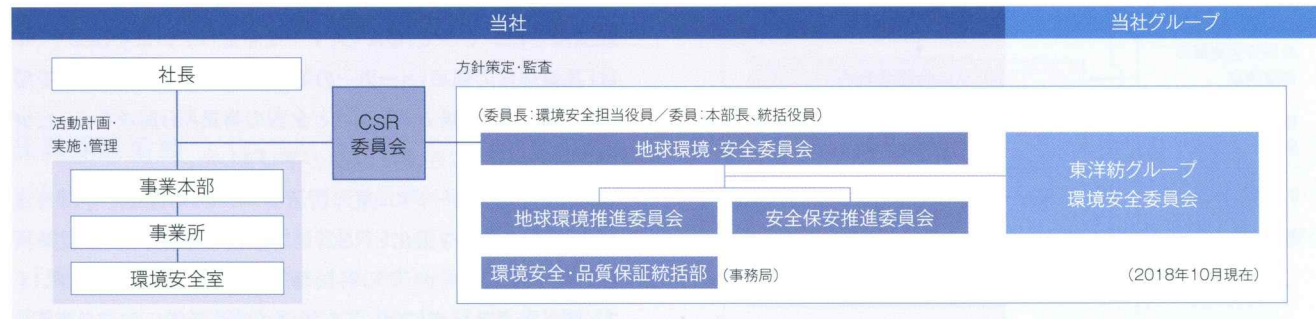 当社
当社グループ
社長
方針策定・監査
活動計画・
実施・管理
CSR
委員会
(委員長:環境安全担当役員/委員:本部長、統括役員)
地球環境・安全委員会
事業本部
東洋紡グループ
環境安全委員会
事業所
地球環境推進委員会
安全保安推進委員会
環境安全室
環境安全・品質保証統括部
(事務局)
(2018年10月現在)